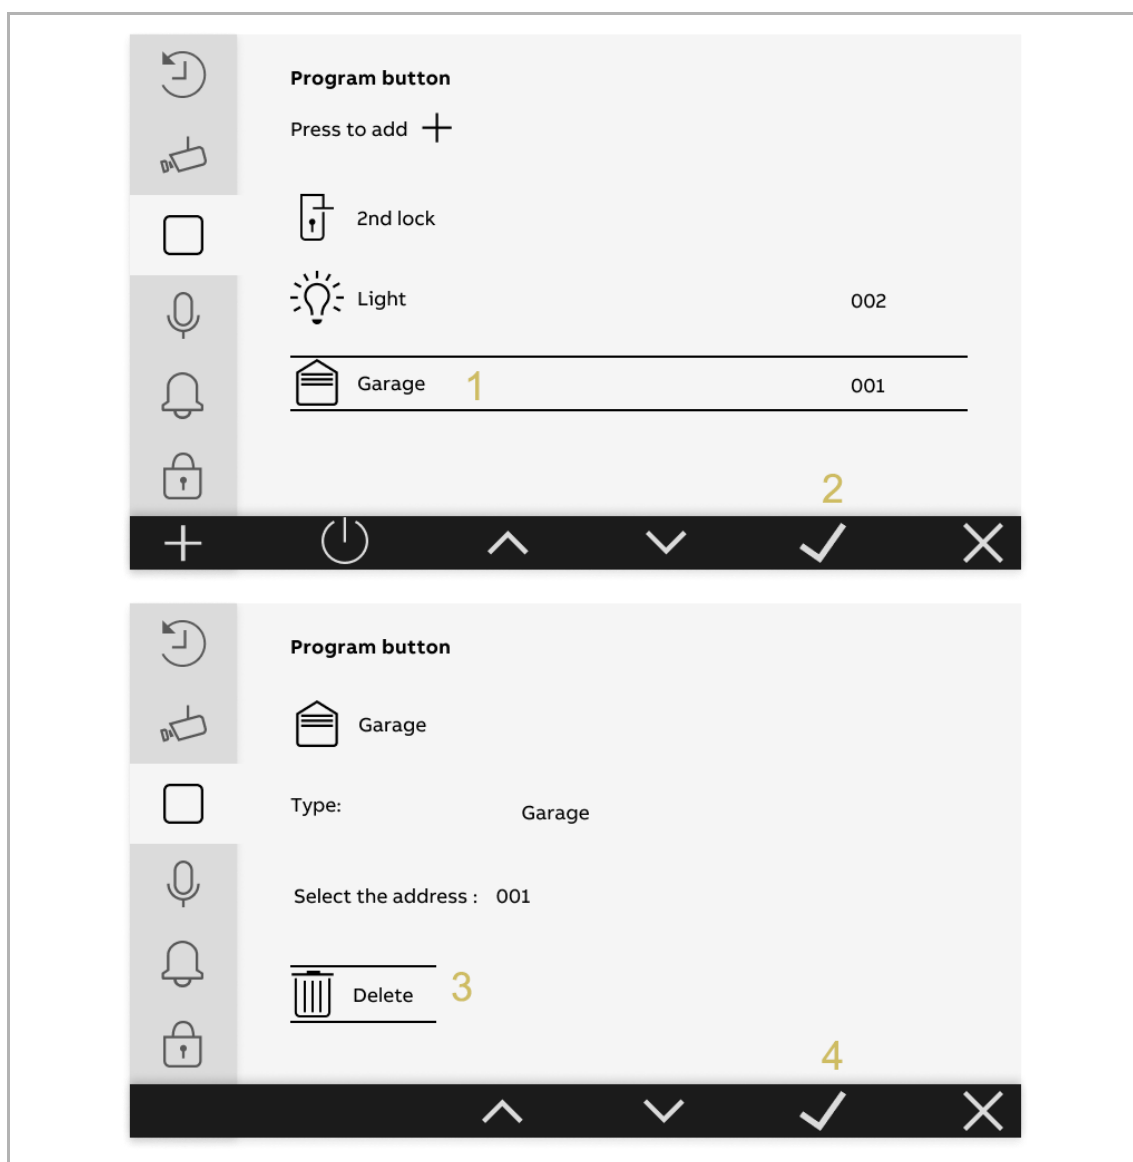 Program button
Press to add
2nd lock
Light 002
Garage 1 001
2
Program button
Garage
Type: Garage
Select the address : 001
Delete 3
4